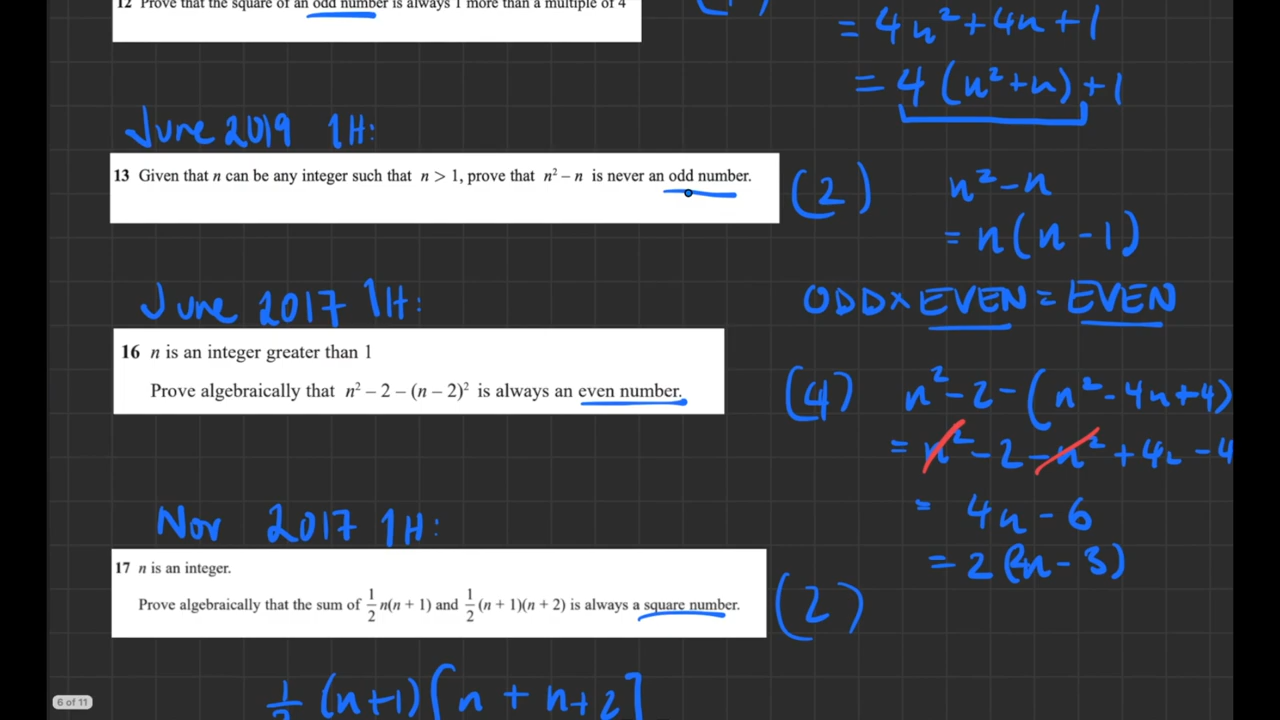 12 Prove that the square of an odd number is always 1 more than a multiple of 4
= 4n² + 4n + 1
= 4 (n² + n) + 1
June 2019 1H:
13 Given that n can be any integer such that n > 1, prove that n² – n is never an odd number.
(2)
n² - n
= n (n - 1)
ODD x EVEN = EVEN
June 2017 1H:
16 n is an integer greater than 1
Prove algebraically that n² – 2 – (n – 2)² is always an even number.
(4)
n² - 2 - (n² - 4n + 4)
= n² - 2 - n² + 4n - 4
= 4n - 6
= 2 (2n - 3)
Nov 2017 1H:
17 n is an integer.
Prove algebraically that the sum of 1/2 n(n + 1) and 1/2 (n + 1)(n + 2) is always a square number.
(2)
1/2 (n+1) [n + n+2]
6 of 11